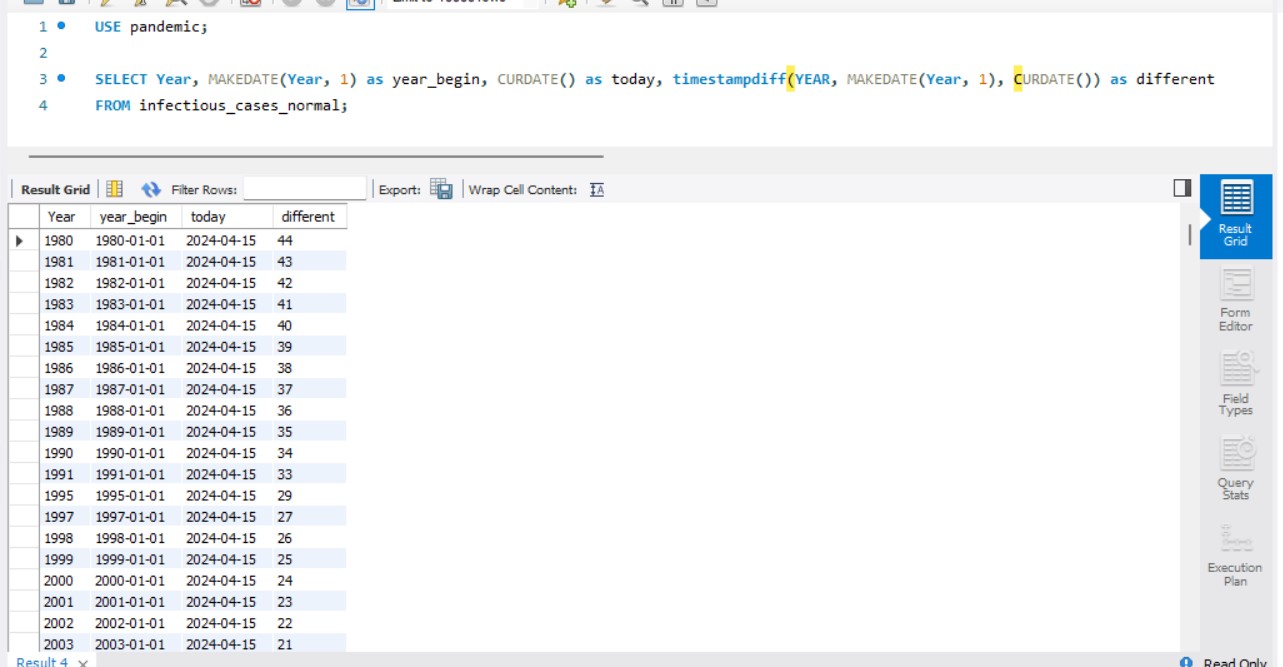 1 USE pandemic;
2
3 SELECT Year, MAKEDATE(Year, 1) as year_begin, CURDATE() as today, timestampdiff(YEAR, MAKEDATE(Year, 1), CURDATE()) as different
4 FROM infectious_cases_normal;
Result Grid Filter Rows: Export: Wrap Cell Content:
Year year_begin today different
1980 1980-01-01 2024-04-15 44
1981 1981-01-01 2024-04-15 43
1982 1982-01-01 2024-04-15 42
1983 1983-01-01 2024-04-15 41
1984 1984-01-01 2024-04-15 40
1985 1985-01-01 2024-04-15 39
1986 1986-01-01 2024-04-15 38
1987 1987-01-01 2024-04-15 37
1988 1988-01-01 2024-04-15 36
1989 1989-01-01 2024-04-15 35
1990 1990-01-01 2024-04-15 34
1991 1991-01-01 2024-04-15 33
1995 1995-01-01 2024-04-15 29
1997 1997-01-01 2024-04-15 27
1998 1998-01-01 2024-04-15 26
1999 1999-01-01 2024-04-15 25
2000 2000-01-01 2024-04-15 24
2001 2001-01-01 2024-04-15 23
2002 2002-01-01 2024-04-15 22
2003 2003-01-01 2024-04-15 21
Result
Grid
Form
Editor
Field
Types
Query
Stats
Execution
Plan
Result 4
Read Only